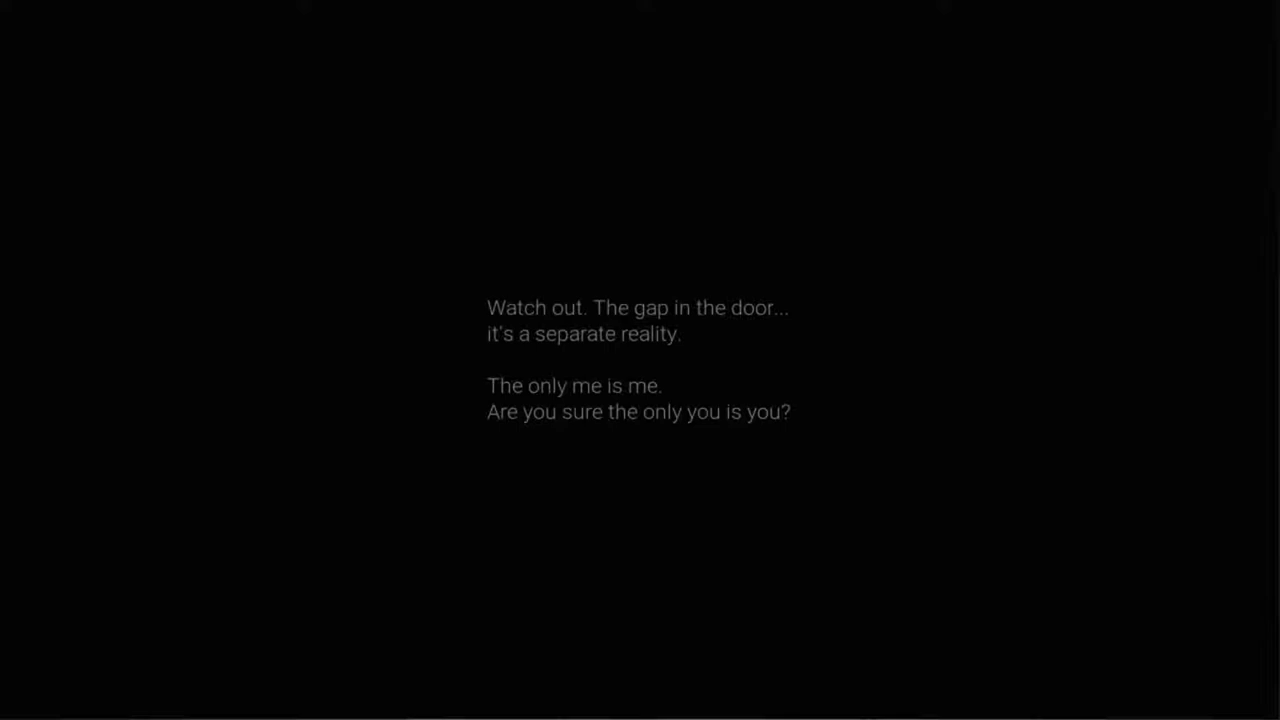 Watch out. The gap in the door...
it's a separate reality.
The only me is me.
Are you sure the only you is you?